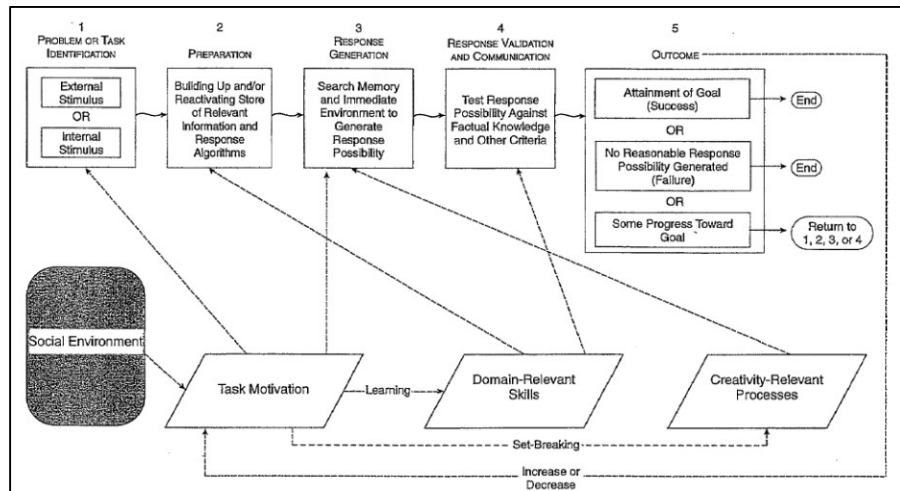 1
PROBLEM OR TASK
IDENTIFICATION
External
Stimulus
OR
Internal
Stimulus
2
PREPARATION
Building Up and/or
Reactivating Store
of Relevant
Information and
Response
Algorithms
3
RESPONSE
GENERATION
Search Memory
and Immediate
Environment to
Generate
Response
Possibility
4
RESPONSE VALIDATION
AND COMMUNICATION
Test Response
Possibility Against
Factual Knowledge
and Other Criteria
5
OUTCOME
Attainment of Goal
(Success)
End
OR
No Reasonable Response
Possibility Generated
(Failure)
End
OR
Some Progress Toward
Goal
Return to
1, 2, 3, or 4
Social Environment
Task Motivation
Learning
Domain-Relevant
Skills
Creativity-Relevant
Processes
Set-Breaking
Increase or
Decrease